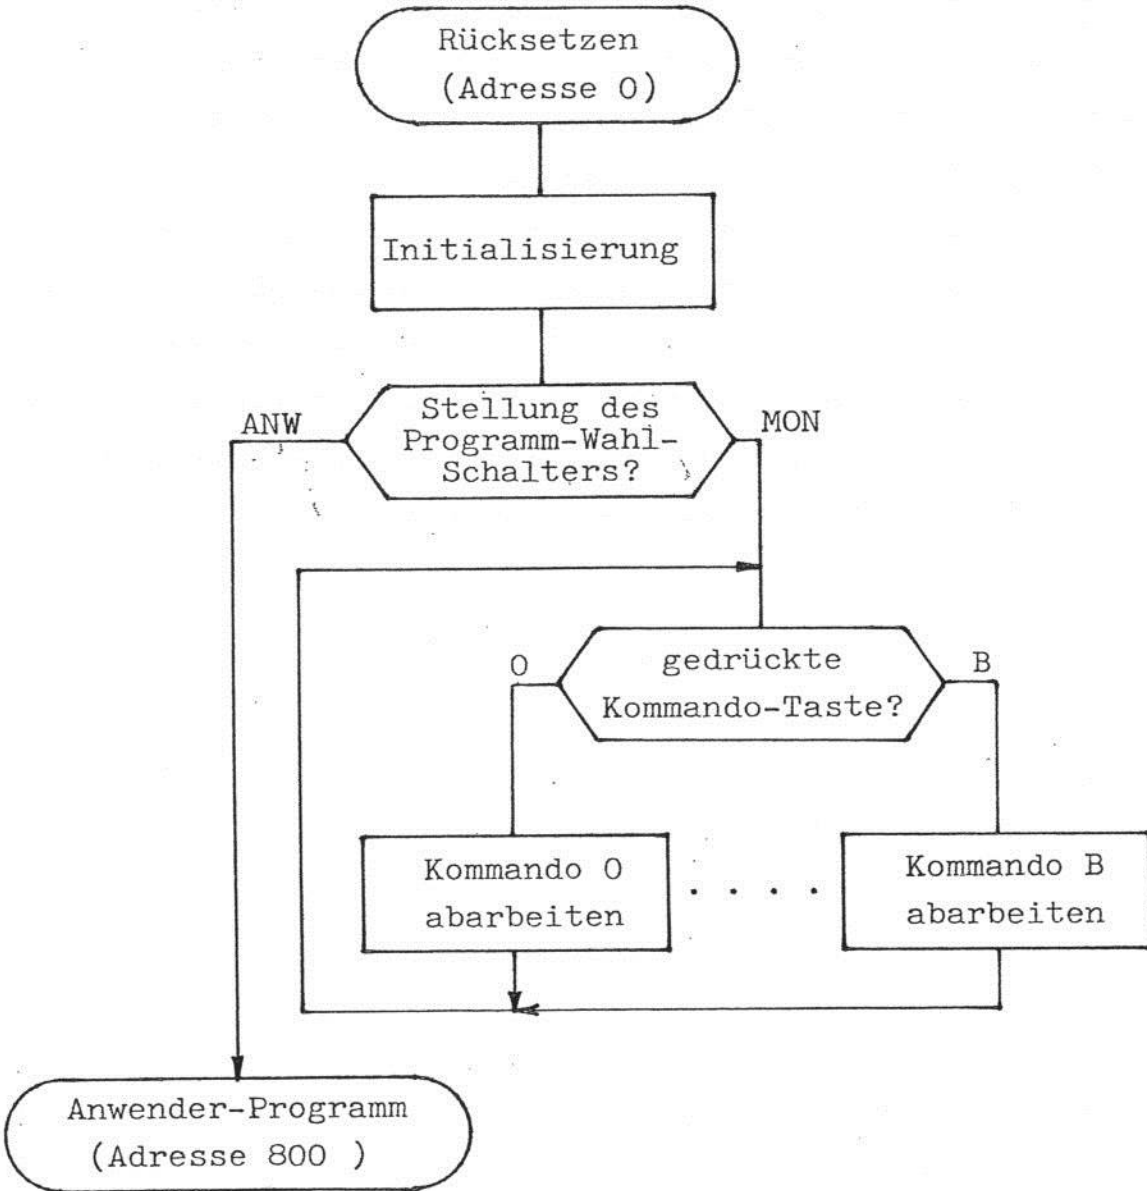 Rücksetzen
(Adresse 0)
Initialisierung
ANW
Stellung des
Programm-Wahl-
Schalters?
MON
0
gedrückte
Kommando-Taste?
B
Kommando 0
abarbeiten
. . . .
Kommando B
abarbeiten
Anwender-Programm
(Adresse 800 )